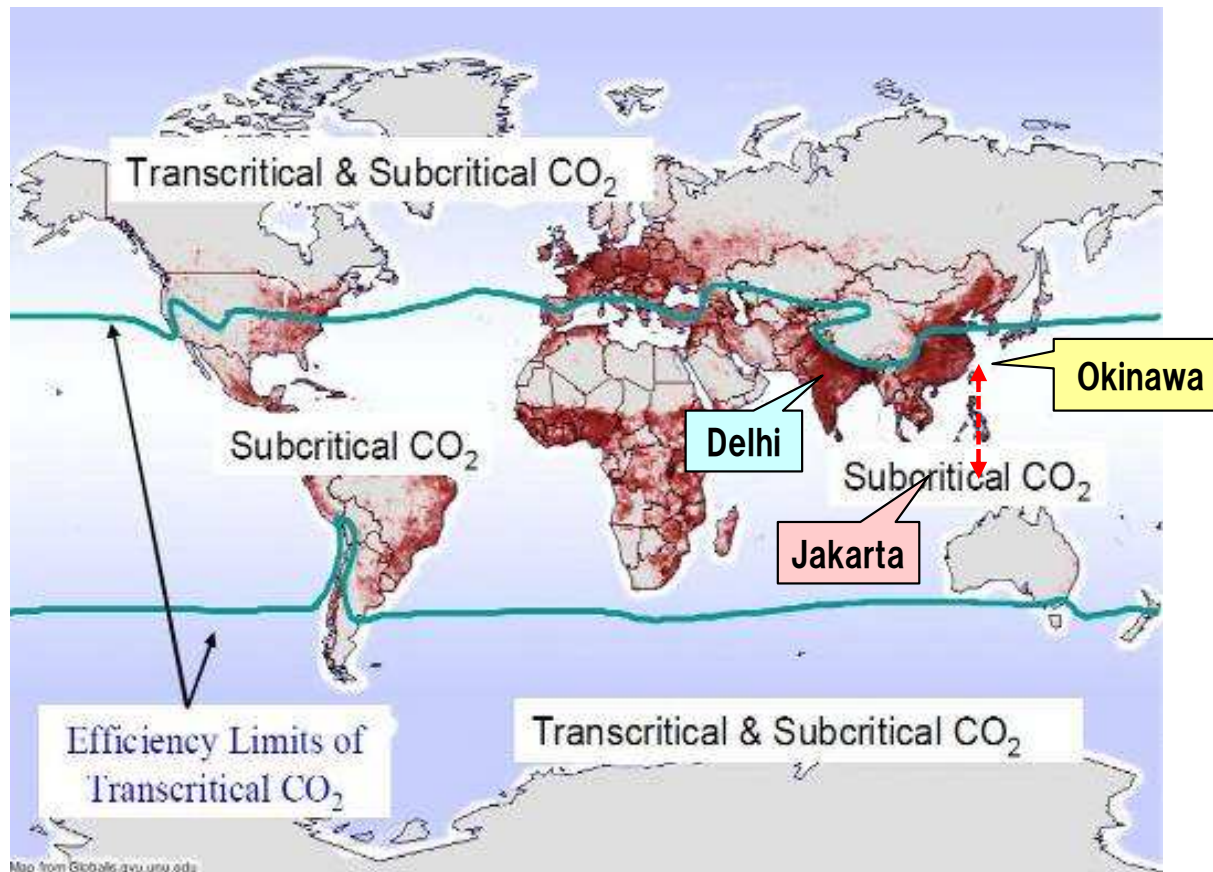 Transcritical & Subcritical CO₂
Okinawa
Delhi
Subcritical CO₂
Subcritical CO₂
Jakarta
Efficiency Limits of
Transcritical CO₂
Transcritical & Subcritical CO₂
Map from Globalis.gvu.unu.edu